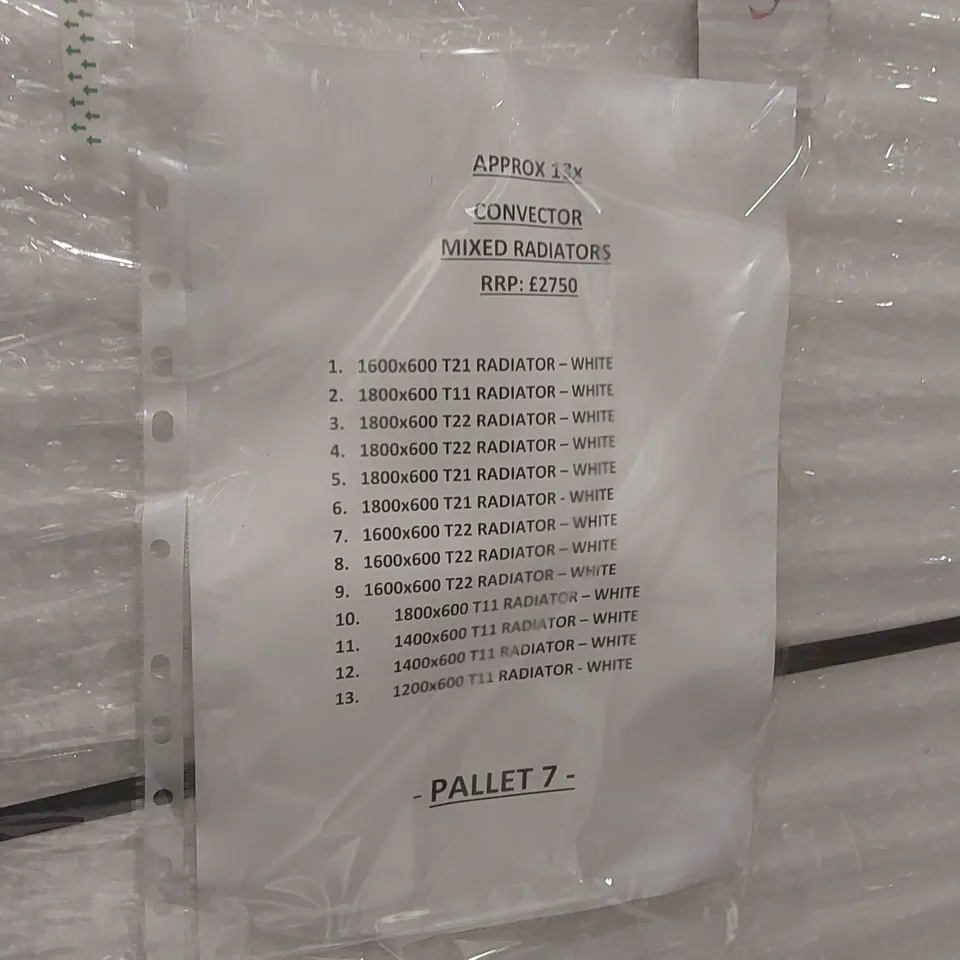 APPROX 13x
CONVECTOR
MIXED RADIATORS
RRP: £2750
1. 1600x600 T21 RADIATOR – WHITE
2. 1800x600 T11 RADIATOR – WHITE
3. 1800x600 T22 RADIATOR – WHITE
4. 1800x600 T22 RADIATOR – WHITE
5. 1800x600 T21 RADIATOR – WHITE
6. 1800x600 T21 RADIATOR - WHITE
7. 1600x600 T22 RADIATOR – WHITE
8. 1600x600 T22 RADIATOR – WHITE
9. 1600x600 T22 RADIATOR – WHITE
10. 1800x600 T11 RADIATOR – WHITE
11. 1400x600 T11 RADIATOR – WHITE
12. 1400x600 T11 RADIATOR – WHITE
13. 1200x600 T11 RADIATOR - WHITE
- PALLET 7 -